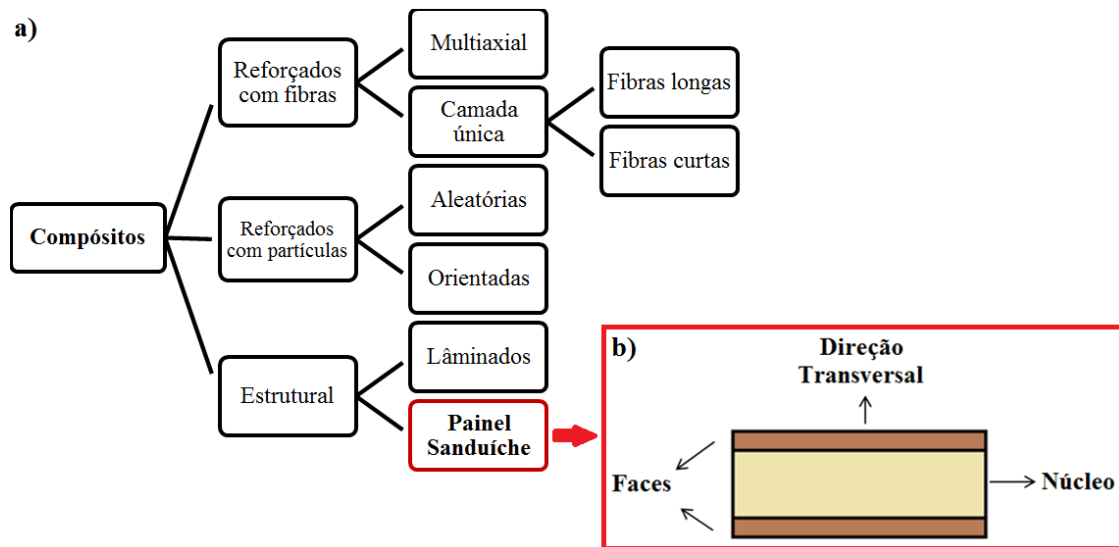 a)
Compósitos
Reforçados
com fibras
Multiaxial
Camada
única
Fibras longas
Fibras curtas
Reforçados
com partículas
Aleatórias
Orientadas
Estrutural
Lâminados
Painel
Sanduíche
b)
Direção
Transversal
Faces
Núcleo